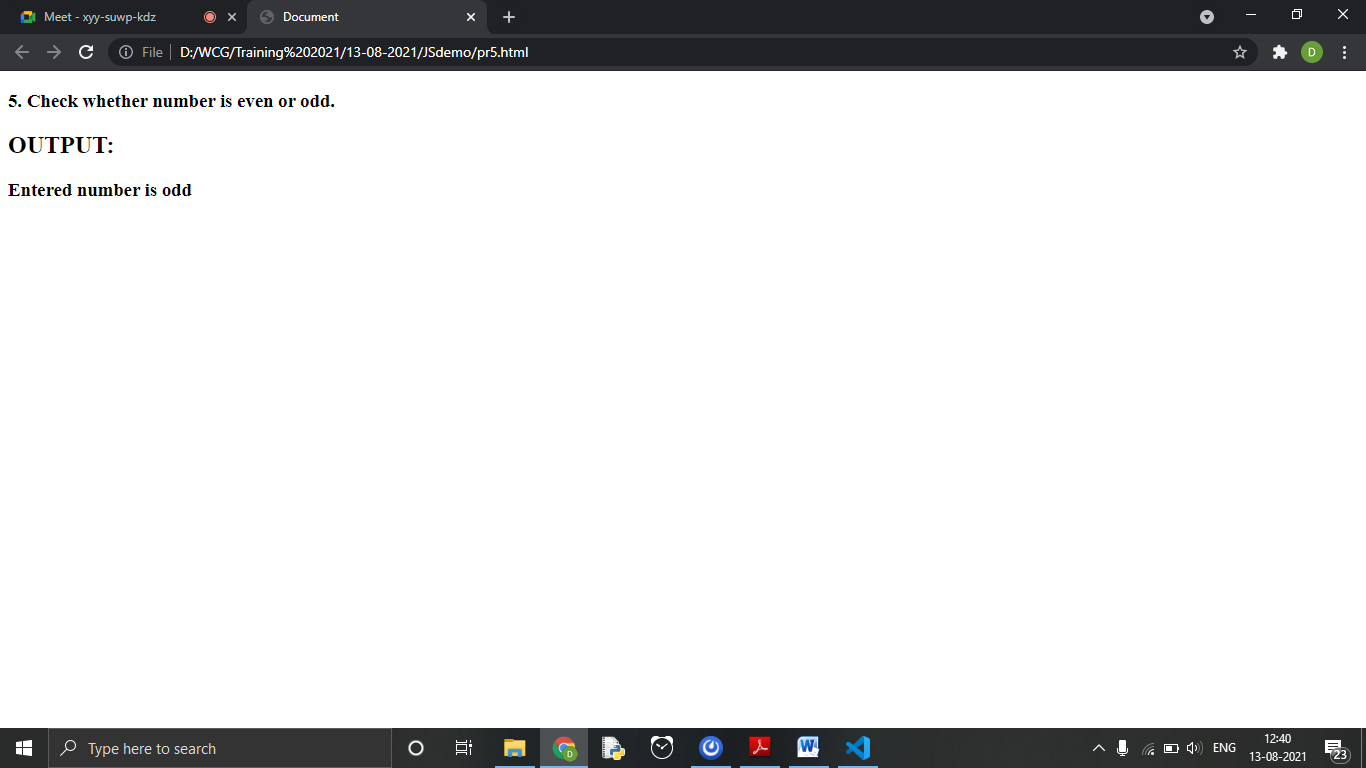 Meet - xyy-suwp-kdz
Document
File
D:/WCG/Training%202021/13-08-2021/JSdemo/pr5.html
D
5. Check whether number is even or odd.
OUTPUT:
Entered number is odd
Type here to search
D
W
ENG
12:40
13-08-2021
23